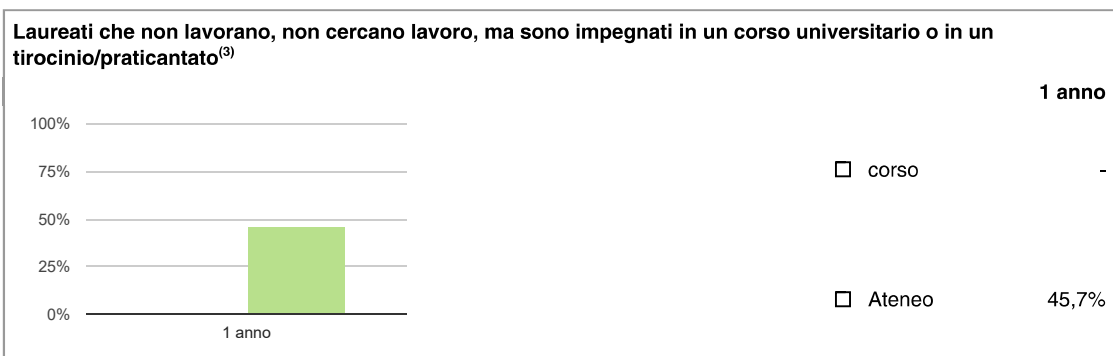 Laureati che non lavorano, non cercano lavoro, ma sono impegnati in un corso universitario o in un
tirocinio/praticantato(3)
1 anno
100%
75%
50%
25%
0%
1 anno
corso -
Ateneo 45,7%